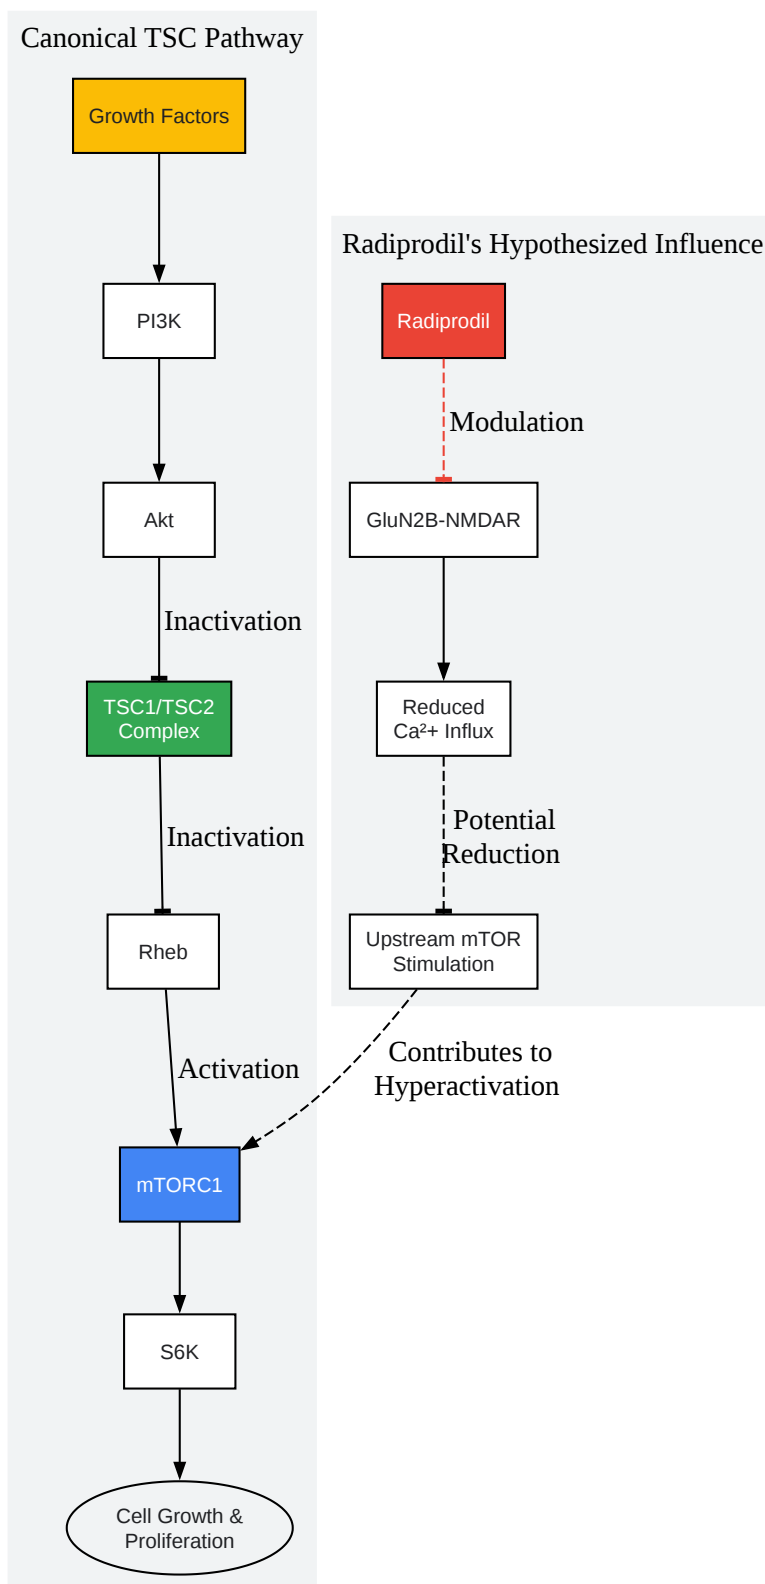 Canonical TSC Pathway
Growth Factors
PI3K
Akt
Inactivation
TSC1/TSC2
Complex
Inactivation
Rheb
Activation
mTORC1
S6K
Cell Growth &
Proliferation
Radiprodil's Hypothesized Influence
Radiprodil
Modulation
GluN2B-NMDAR
Reduced
Ca²+ Influx
Potential
Reduction
Upstream mTOR
Stimulation
Contributes to
Hyperactivation